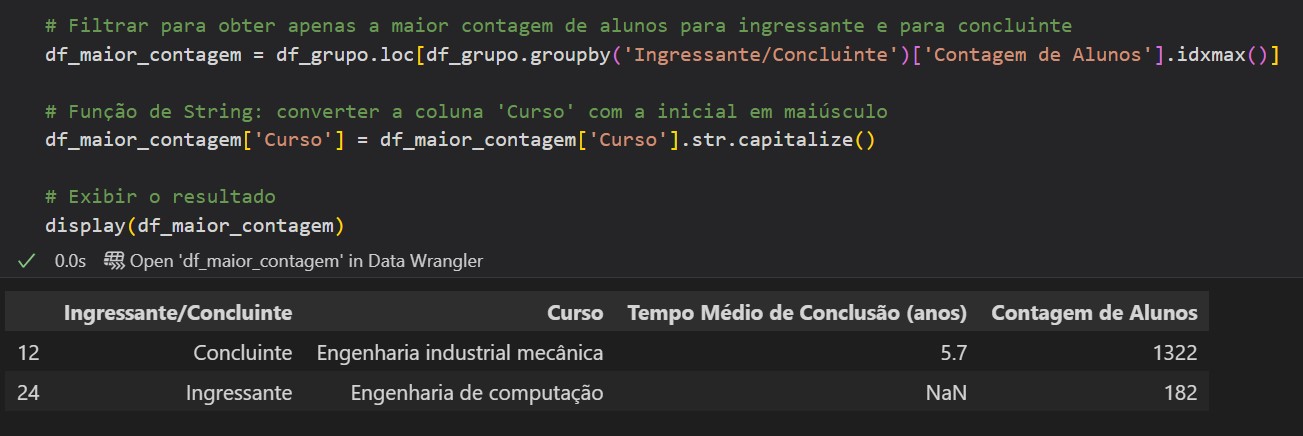 # Filtrar para obter apenas a maior contagem de alunos para ingressante e para concluinte
df_maior_contagem = df_grupo.loc[df_grupo.groupby('Ingressante/Concluinte')['Contagem de Alunos'].idxmax()]
# Função de String: converter a coluna 'Curso' com a inicial em maiúsculo
df_maior_contagem['Curso'] = df_maior_contagem['Curso'].str.capitalize()
# Exibir o resultado
display(df_maior_contagem)
0.0s Open 'df_maior_contagem' in Data Wrangler
Ingressante/Concluinte Curso Tempo Médio de Conclusão (anos) Contagem de Alunos
12 Concluinte Engenharia industrial mecânica 5.7 1322
24 Ingressante Engenharia de computação NaN 182